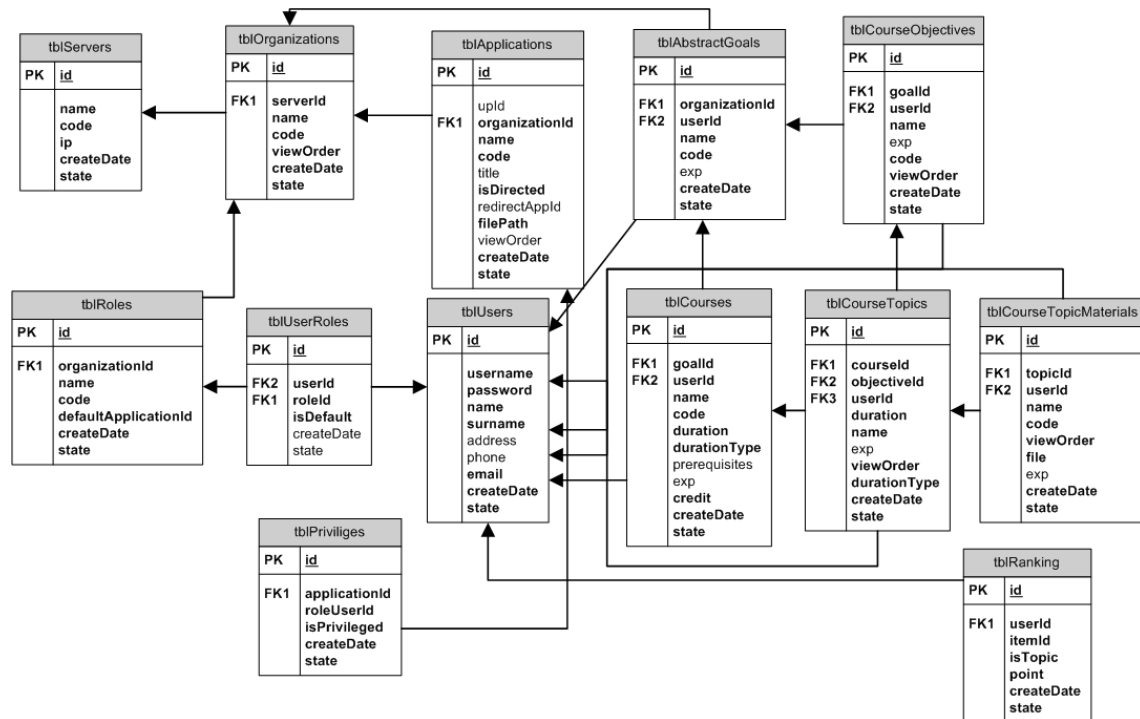 tblServers
PK id
name
code
ip
createDate
state
tblOrganizations
PK id
FK1 serverId
name
code
viewOrder
createDate
state
tblApplications
PK id
upId
FK1 organizationId
name
code
title
isDirected
redirectAppId
filePath
viewOrder
createDate
state
tblAbstractGoals
PK id
FK1 organizationId
FK2 userId
name
code
exp
createDate
state
tblCourseObjectives
PK id
FK1 goalId
FK2 userId
name
exp
code
viewOrder
createDate
state
tblRoles
PK id
FK1 organizationId
name
code
defaultApplicationId
createDate
state
tblUserRoles
PK id
FK2 userId
FK1 roleId
isDefault
createDate
state
tblUsers
PK id
username
password
name
surname
address
phone
email
createDate
state
tblCourses
PK id
FK1 goalId
FK2 userId
name
code
duration
durationType
prerequisites
exp
credit
createDate
state
tblCourseTopics
PK id
FK1 courseId
FK2 objectiveId
FK3 userId
duration
name
exp
viewOrder
durationType
createDate
state
tblCourseTopicMaterials
PK id
FK1 topicId
FK2 userId
name
code
viewOrder
file
exp
createDate
state
tblPriviliges
PK id
FK1 applicationId
roleUserId
isPrivileged
createDate
state
tblRanking
PK id
FK1 userId
itemId
isTopic
point
createDate
state